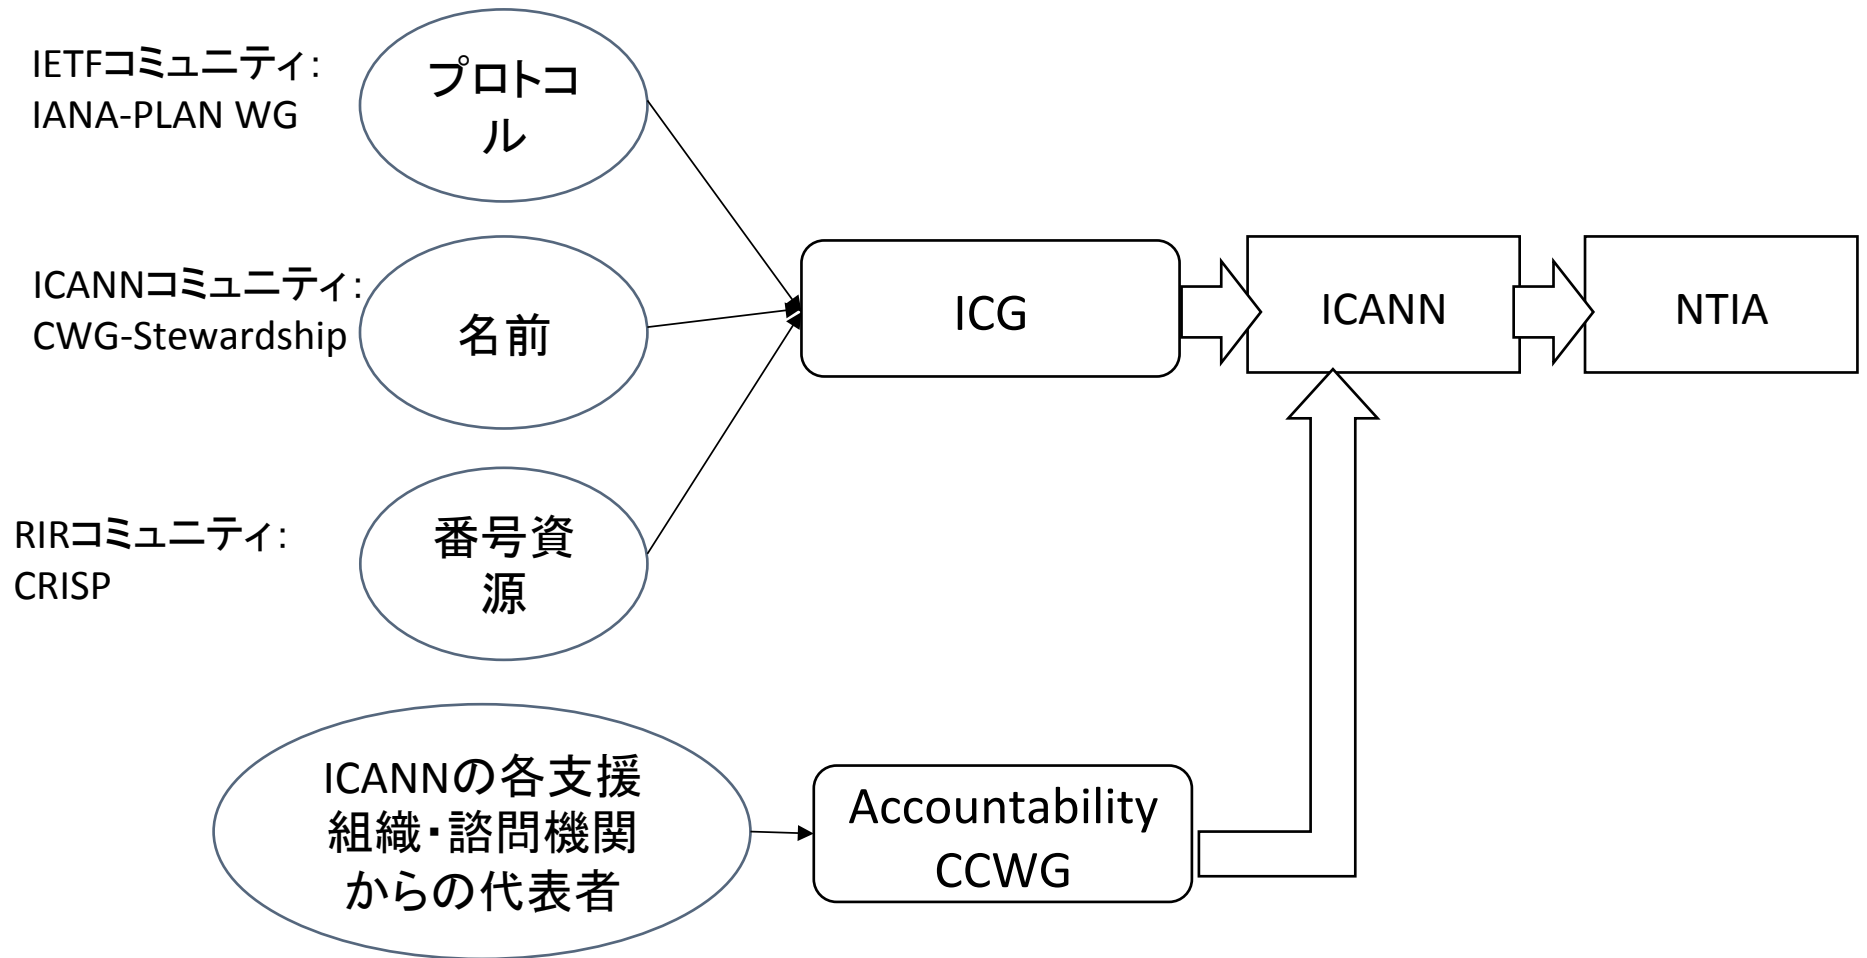 IETFコミュニティ:
IANA-PLAN WG
プロトコ
ル
ICANNコミュニティ:
CWG-Stewardship
名前
ICG
ICANN
NTIA
RIRコミュニティ:
CRISP
番号資
源
ICANNの各支援
組織・諮問機関
からの代表者
Accountability
CCWG